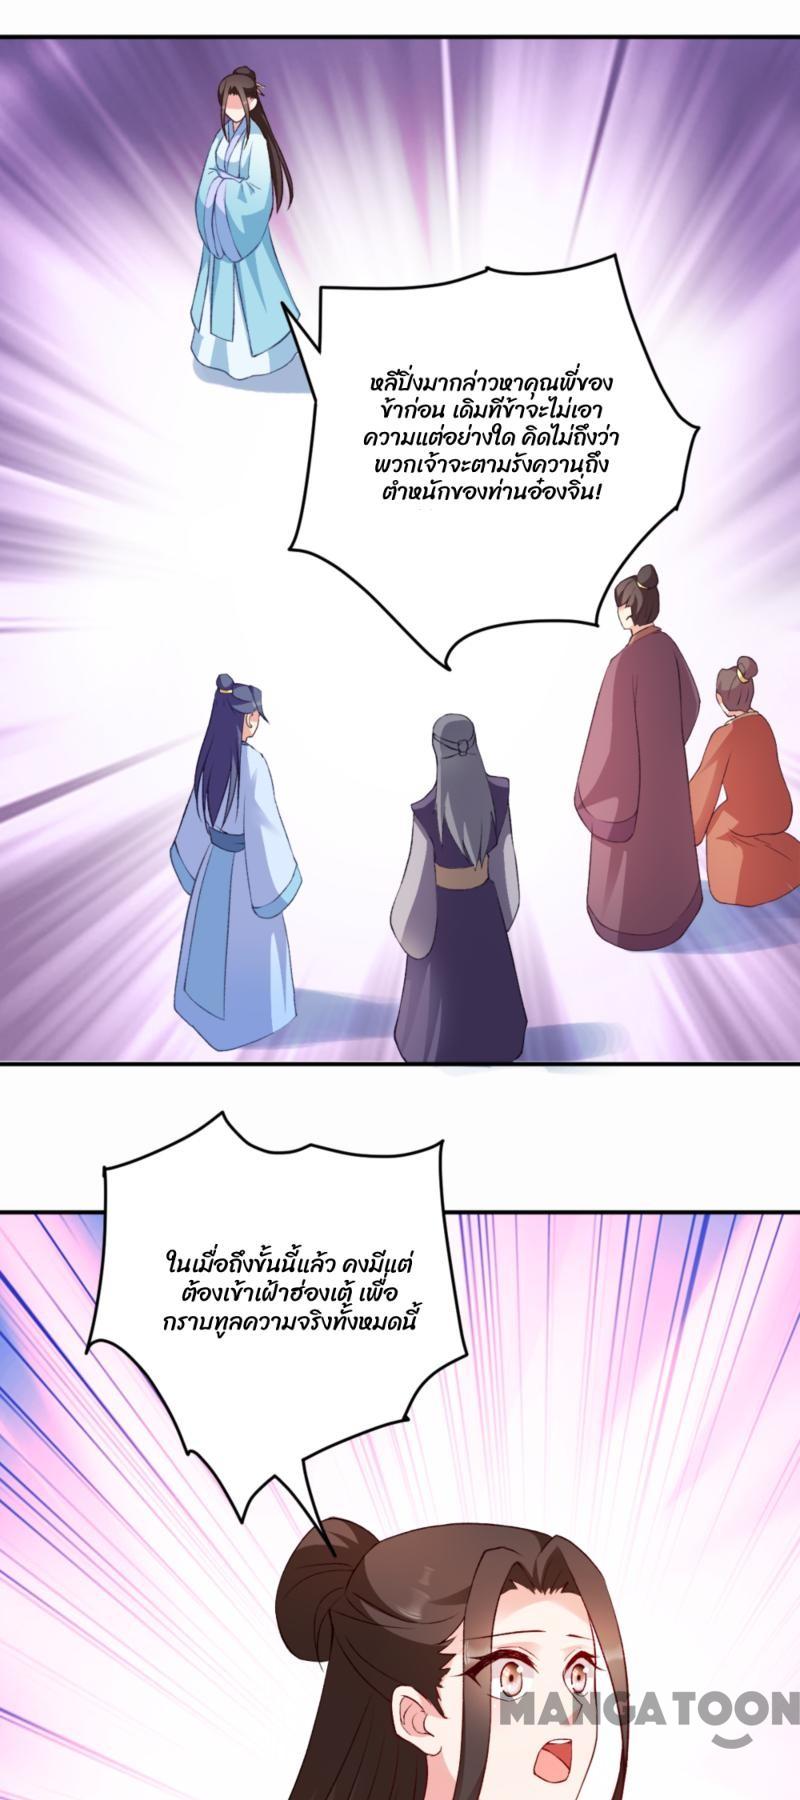 หลีปิ่งมากล่าวหาคุณพี่ของ
ข้าก่อน เดิมทีข้าจะไม่เอา
ความแต่อย่างใด คิดไม่ถึงว่า
พวกเจ้าจะตามรังควานถึง
ตำหนักของท่านอ๋องจิ่น!
ในเมื่อถึงขั้นนี้แล้ว คงมีแต่
ต้องเข้าเฝ้าฮ่องเต้ เพื่อ
กราบทูลความจริงทั้งหมดนี้
MANGATOON